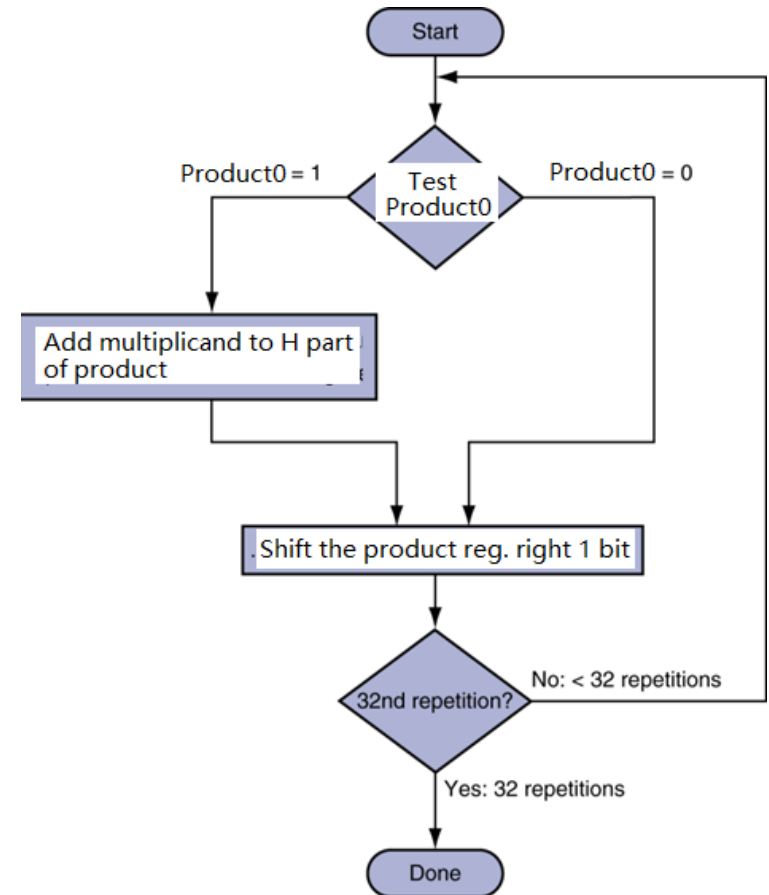 Start
Product0 = 1
Product0 = 0
Test
Product0
Add multiplicand to H part
of product
.Shift the product reg. right 1 bit
32nd repetition?
No: < 32 repetitions
Yes: 32 repetitions
Done